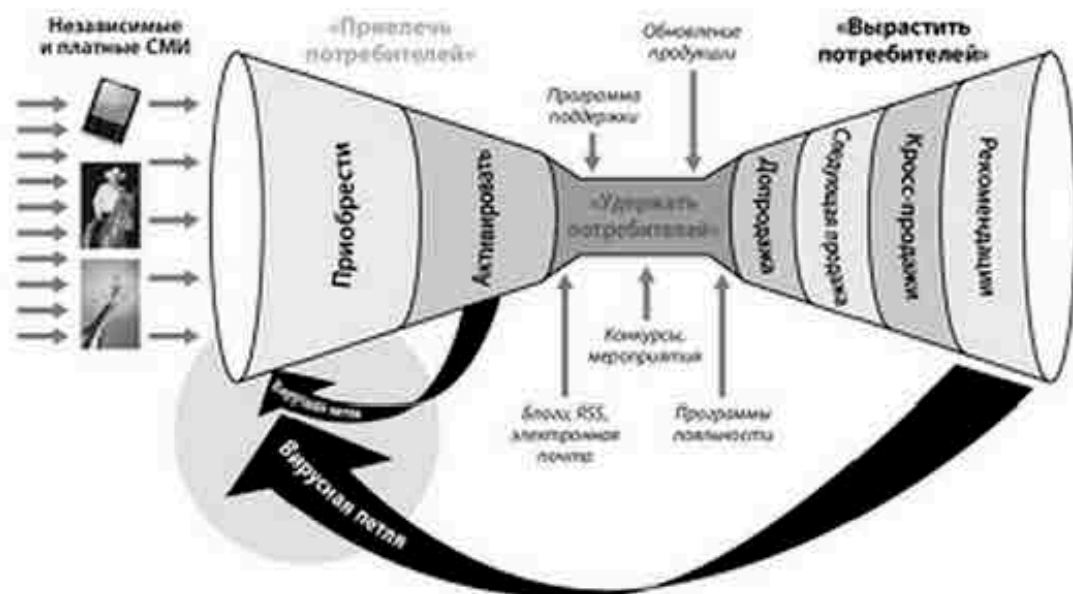 Независимые
и платные СМИ
«Привлечь
потребителей»
Обновление
продукции
«Вырастить
потребителей»
Программа
поддержки
Приобрести
Активировать
«Удержать
потребителей»
Допродажа
Следующая продажа
Кросс-продажи
Рекомендации
Конкурсы,
мероприятия
Блоги, RSS,
электронная
почта
Программы
лояльности
Вирусная петля
Вирусная петля